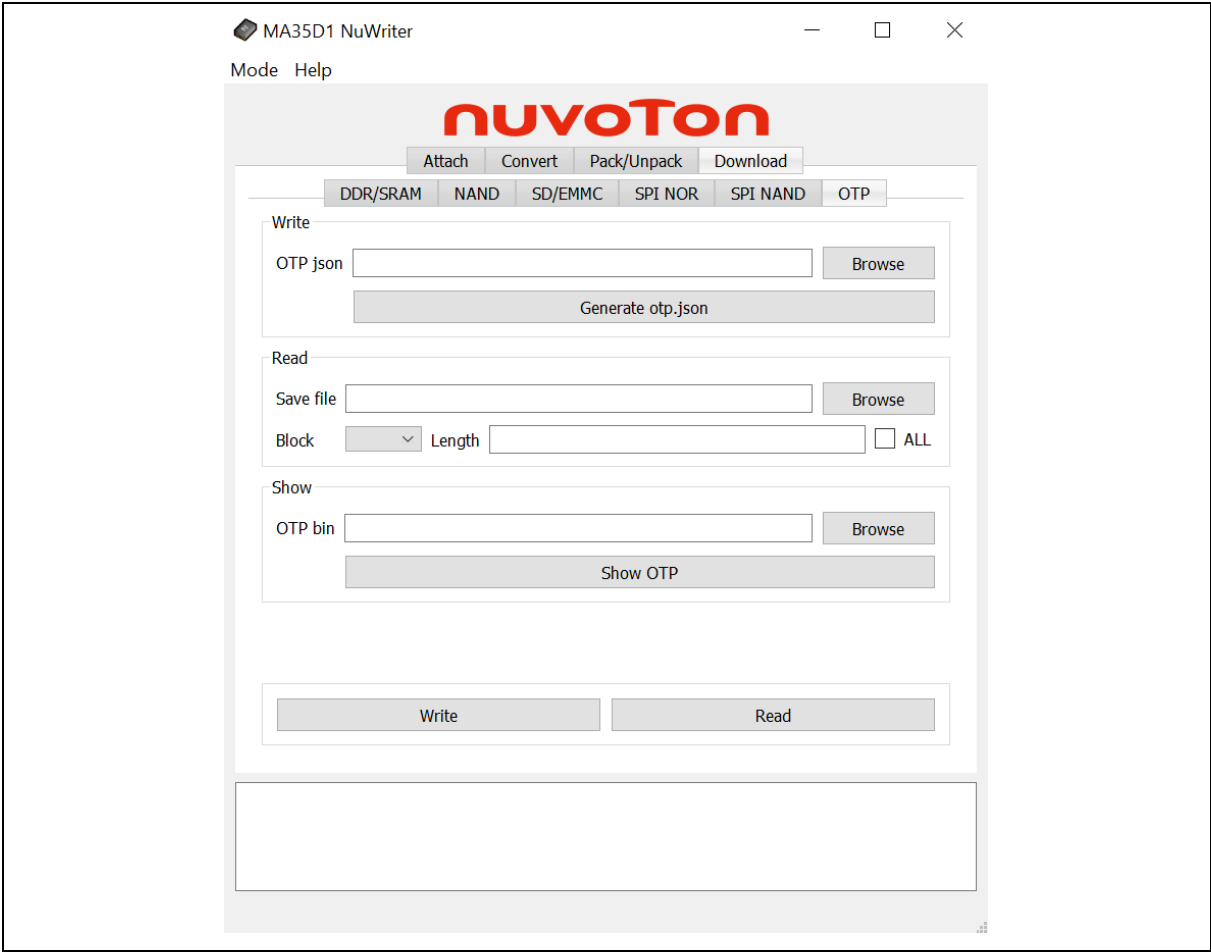 MA35D1 NuWriter
Mode Help
nuvoTon
Attach Convert Pack/Unpack Download
DDR/SRAM NAND SD/EMMC SPI NOR SPI NAND OTP
Write
OTP json Browse
Generate otp.json
Read
Save file Browse
Block Length ALL
Show
OTP bin Browse
Show OTP
Write Read